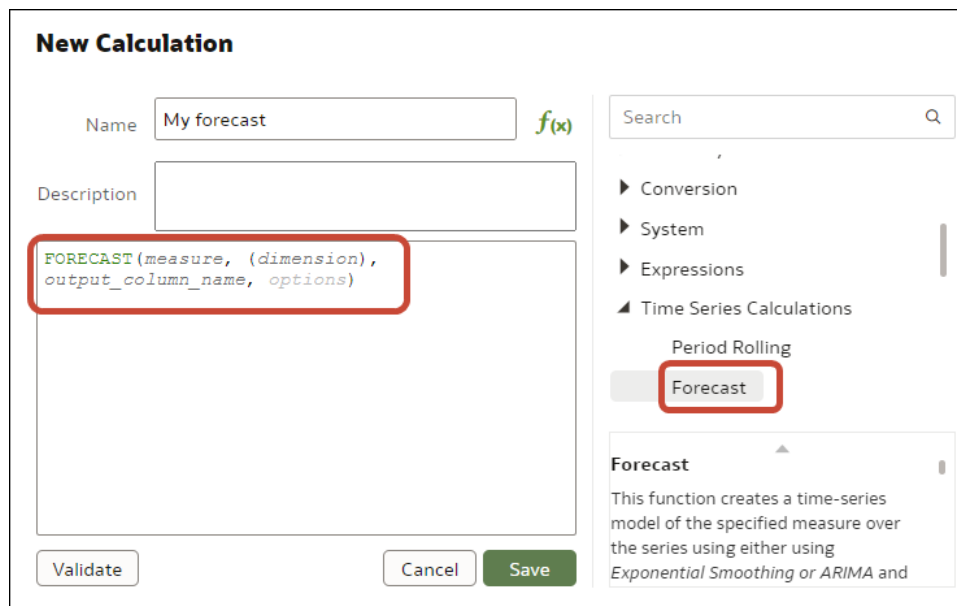 New Calculation
Name
My forecast
f(x)
Description
FORECAST(measure, (dimension),
output_column_name, options)
Validate
Cancel
Save
Search
Conversion
System
Expressions
Time Series Calculations
Period Rolling
Forecast
Forecast
This function creates a time-series
model of the specified measure over
the series using either using
Exponential Smoothing or ARIMA and